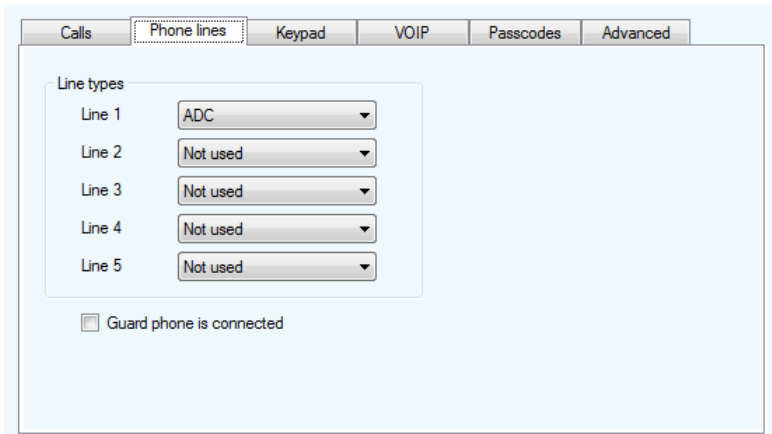 Calls Phone lines Keypad VOIP Passcodes Advanced
Line types
Line 1 ADC
Line 2 Not used
Line 3 Not used
Line 4 Not used
Line 5 Not used
Guard phone is connected